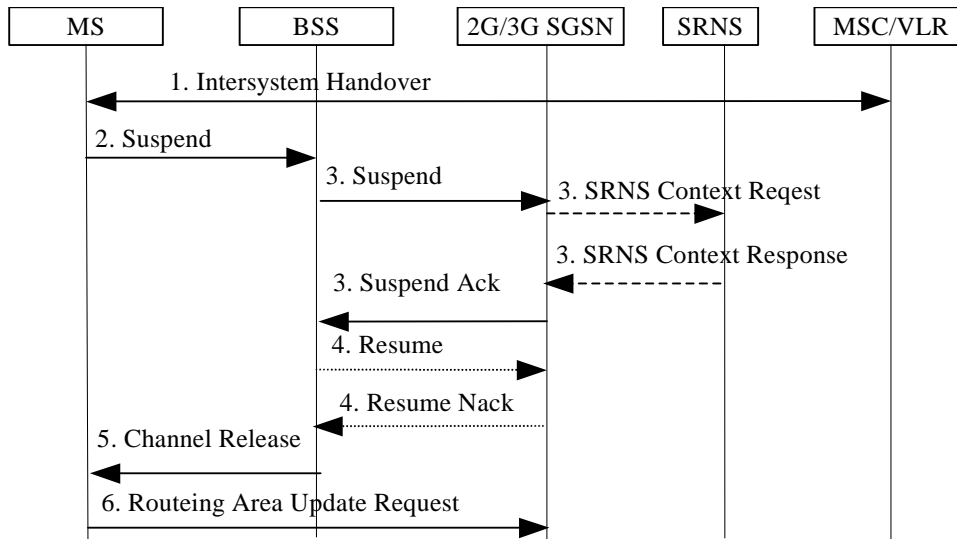 MS
BSS
2G/3G SGSN
SRNS
MSC/VLR
1. Intersystem Handover
2. Suspend
3. Suspend
3. SRNS Context Reqest
3. SRNS Context Response
3. Suspend Ack
4. Resume
4. Resume Nack
5. Channel Release
6. Routeing Area Update Request